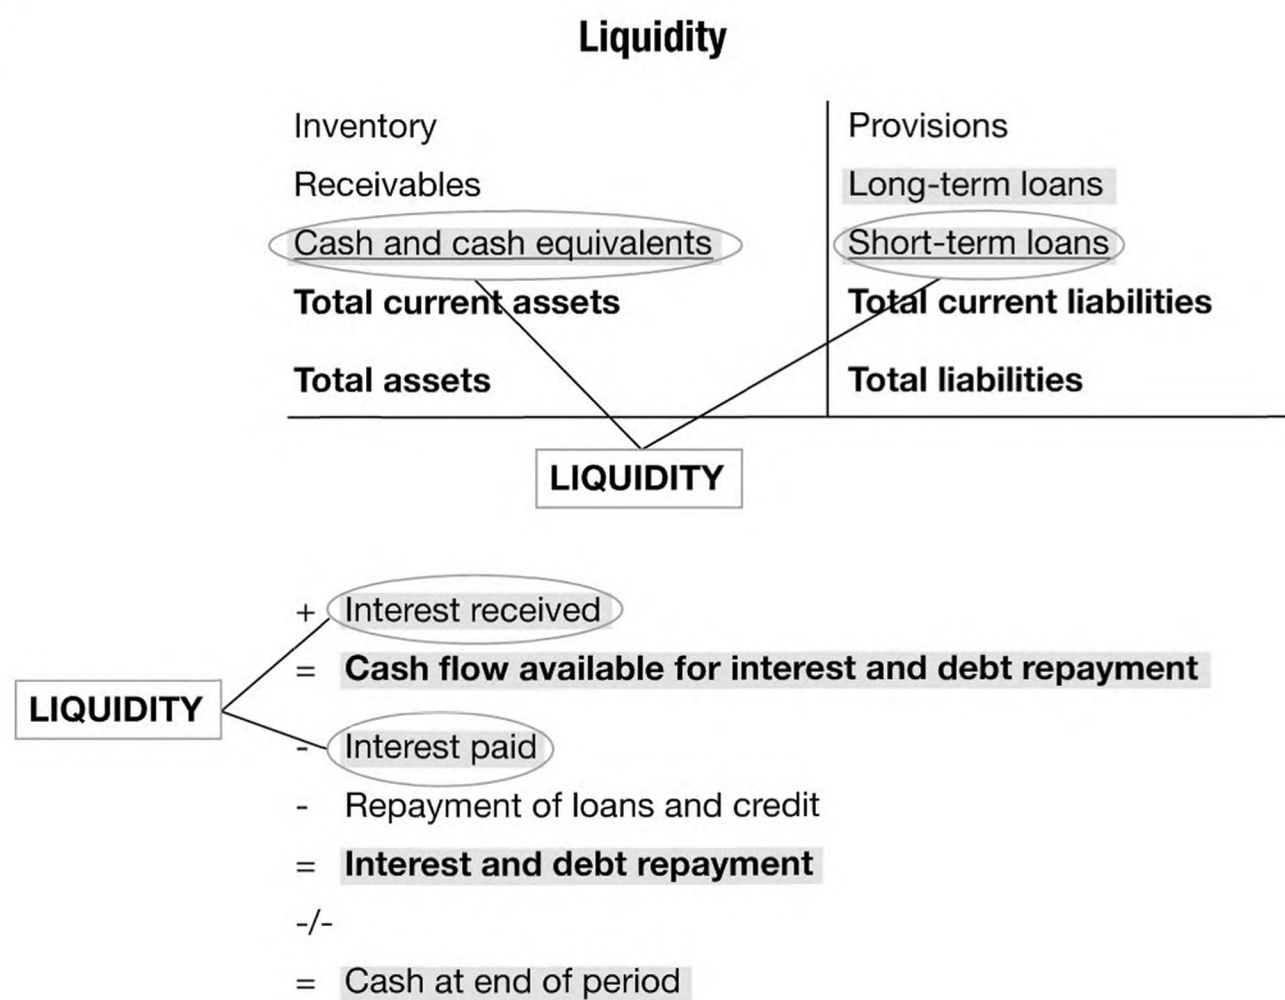 Liquidity
Inventory
Receivables
Cash and cash equivalents
Total current assets
Total assets
Provisions
Long-term loans
Short-term loans
Total current liabilities
Total liabilities
LIQUIDITY
+ Interest received
= Cash flow available for interest and debt repayment
LIQUIDITY
- Interest paid
- Repayment of loans and credit
= Interest and debt repayment
-/-
= Cash at end of period